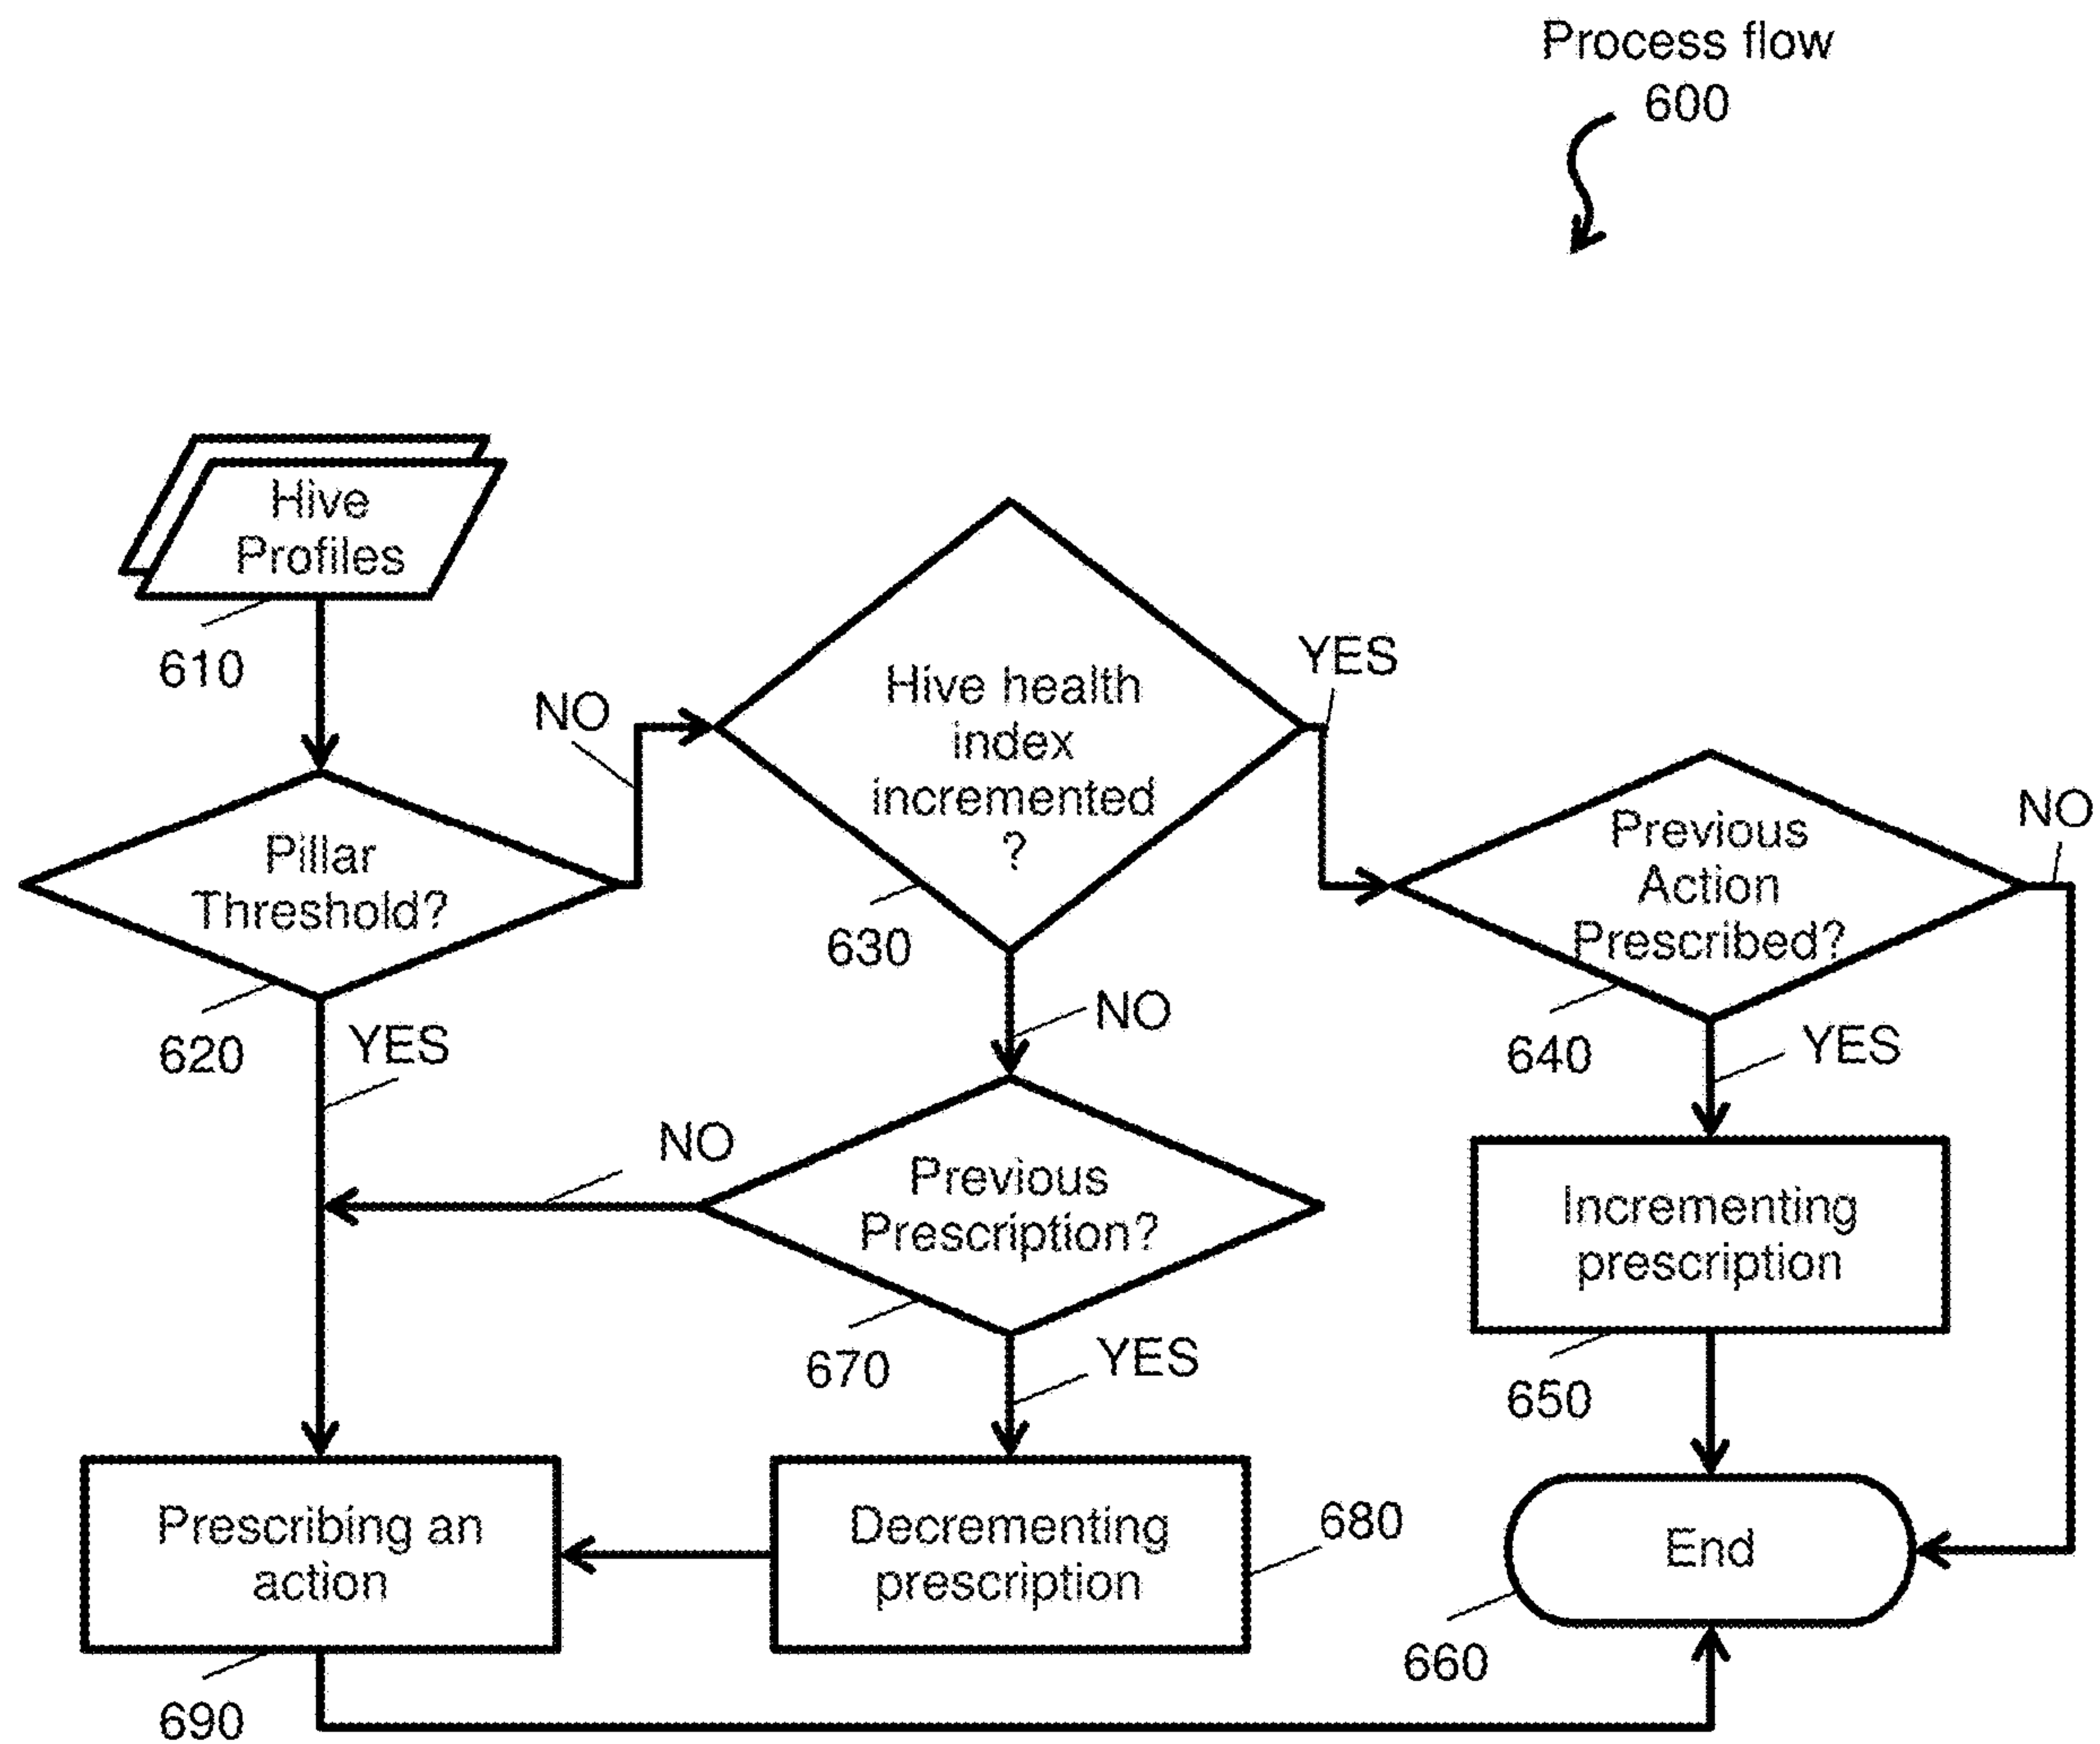 Process flow
600
Hive
Profiles
610
NO
Hive health
index
incremented
?
630
YES
Pillar
Threshold?
620
YES
Previous
Action
Prescribed?
640
NO
YES
NO
Previous
Prescription?
670
NO
YES
Incrementing
prescription
650
Prescribing an
action
690
Decrementing
prescription
680
End
660